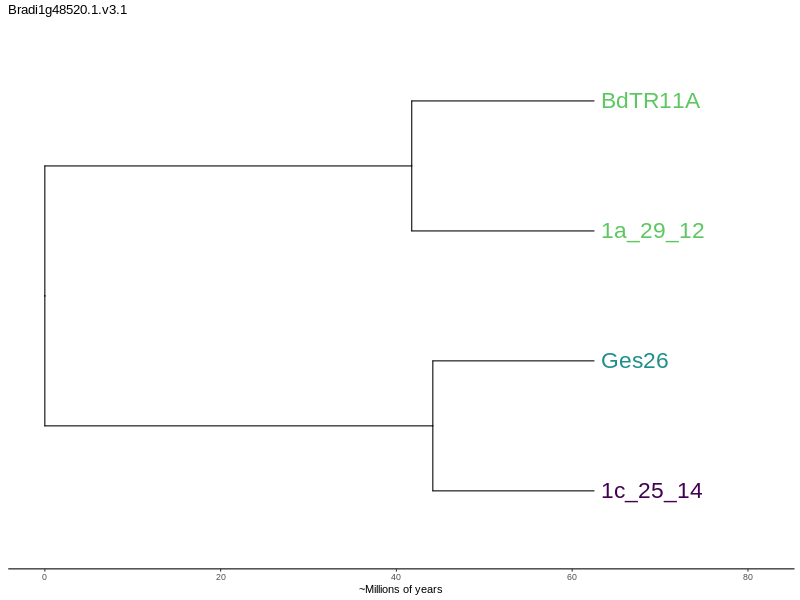 Bradi1g48520.1.v3.1
BdTR11A
1a_29_12
Ges26
1c_25_14
0 20 40 60 80
~Millions of years